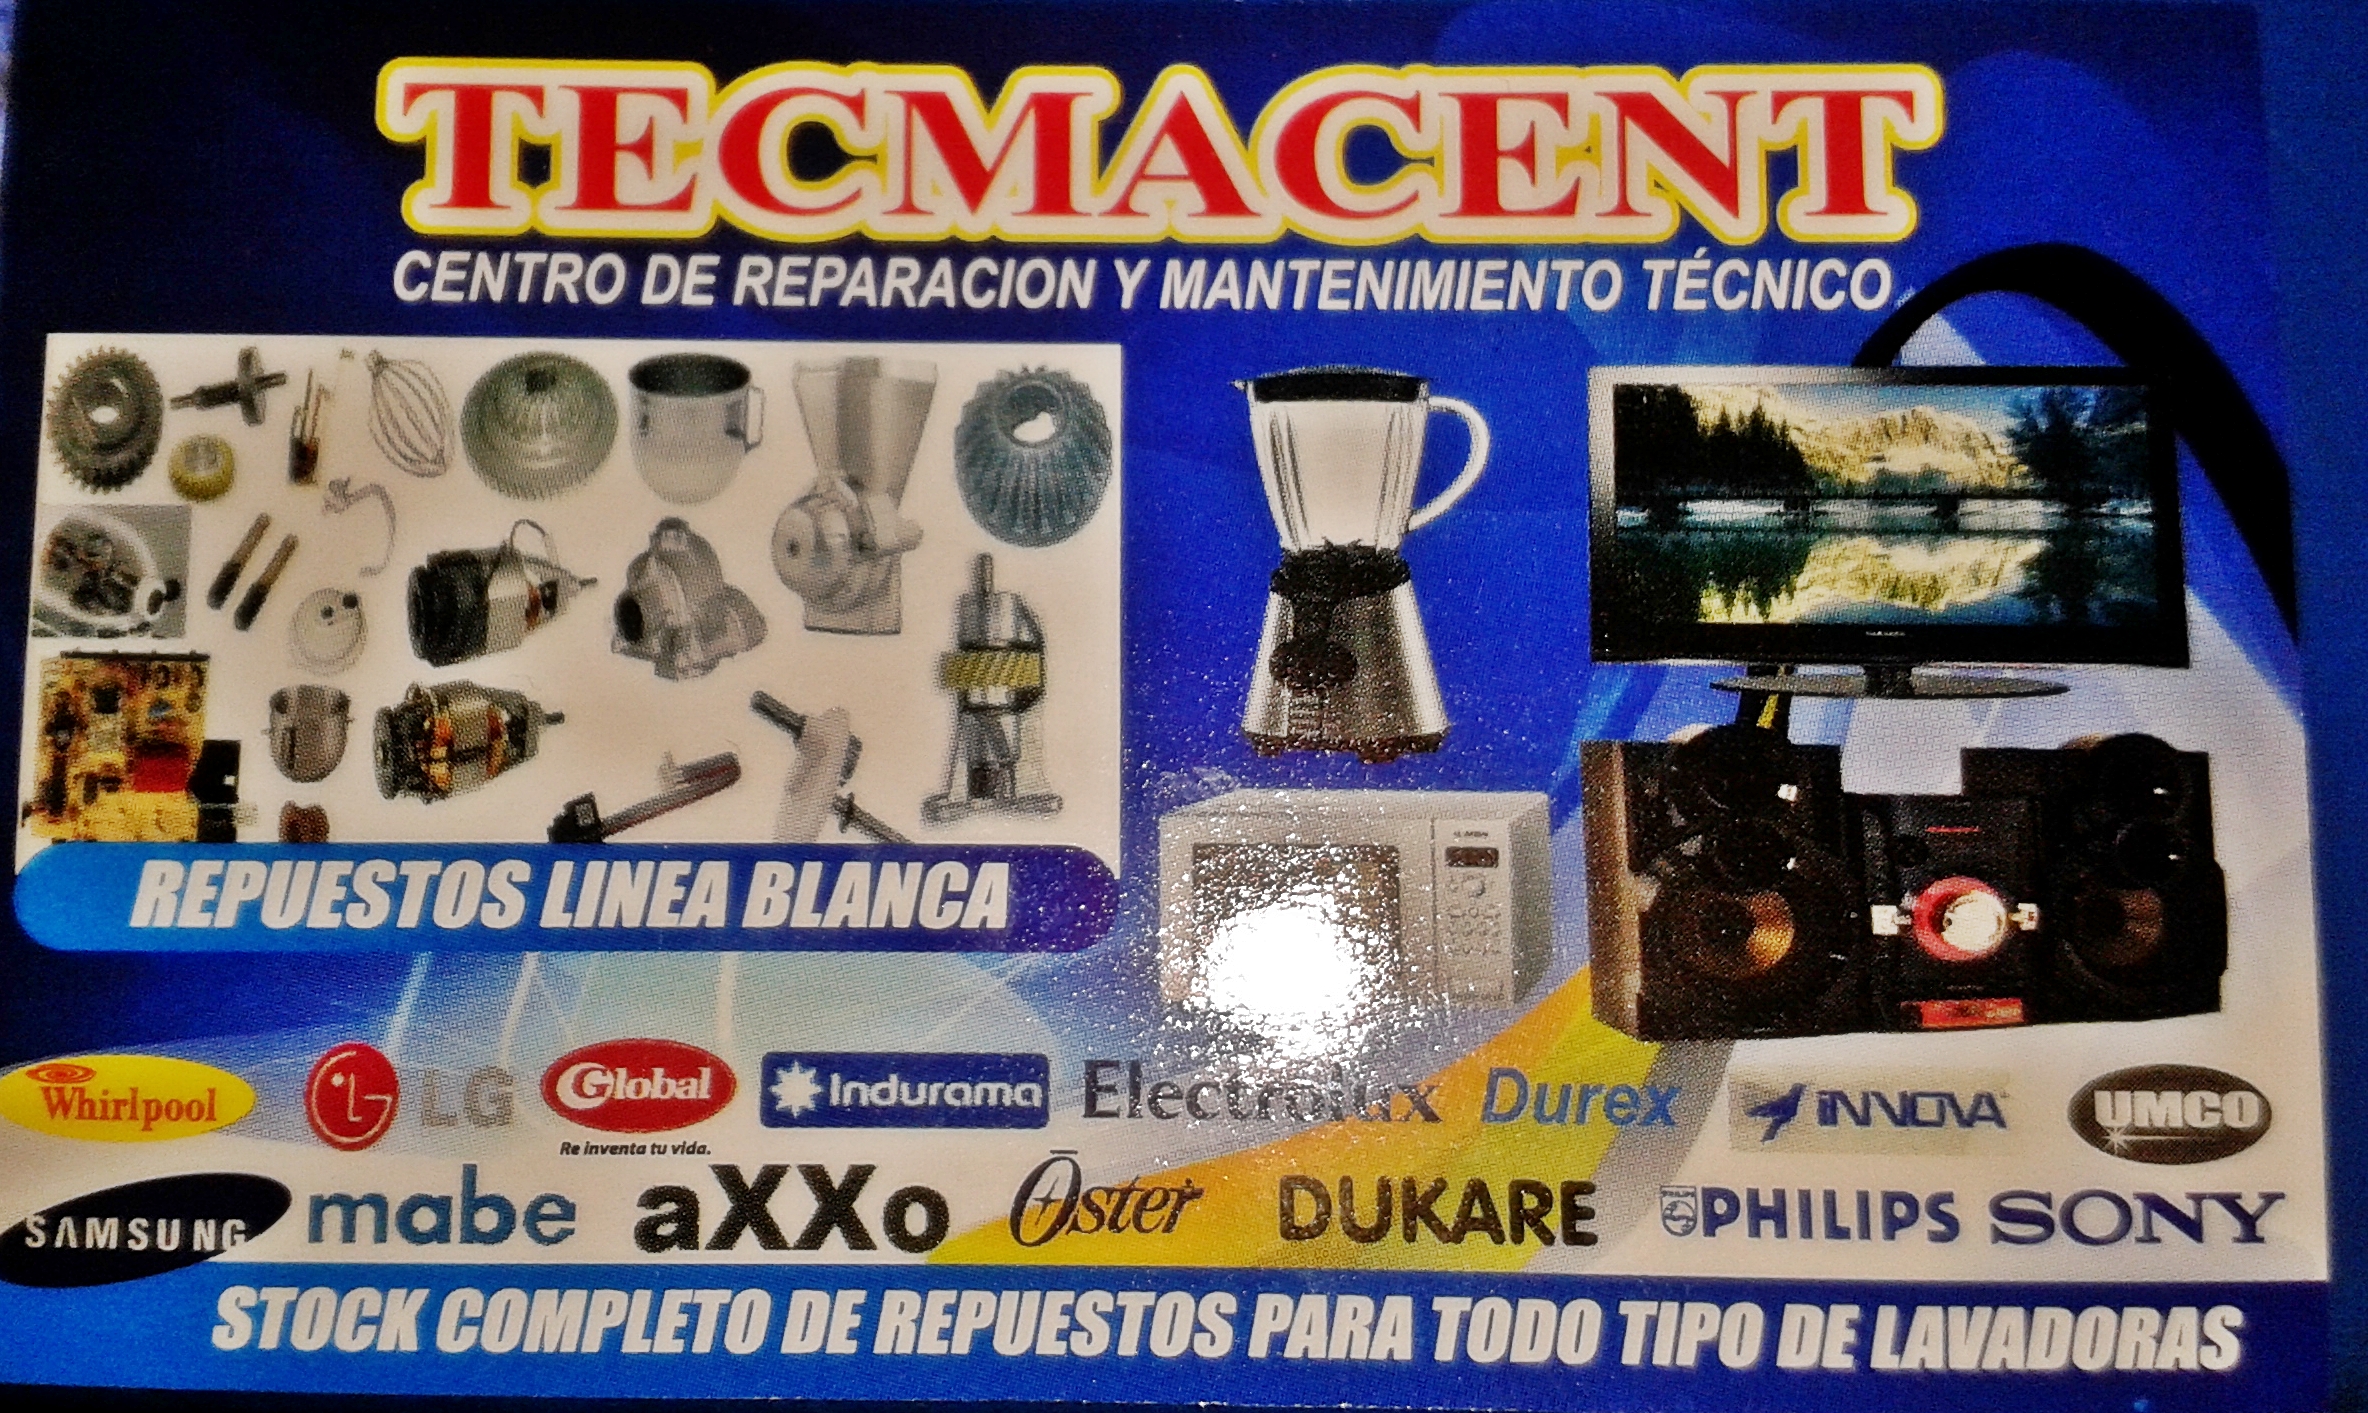 TECMACENT
CENTRO DE REPARACION Y MANTENIMIENTO TÉCNICO
REPUESTOS LINEA BLANCA
Whirlpool LG LG Global Indurama Electrolux Durex iNNOVA UMCO
Re inventa tu vida.
SAMSUNG mabe aXXo Oster DUKARE PHILIPS SONY
STOCK COMPLETO DE REPUESTOS PARA TODO TIPO DE LAVADORAS